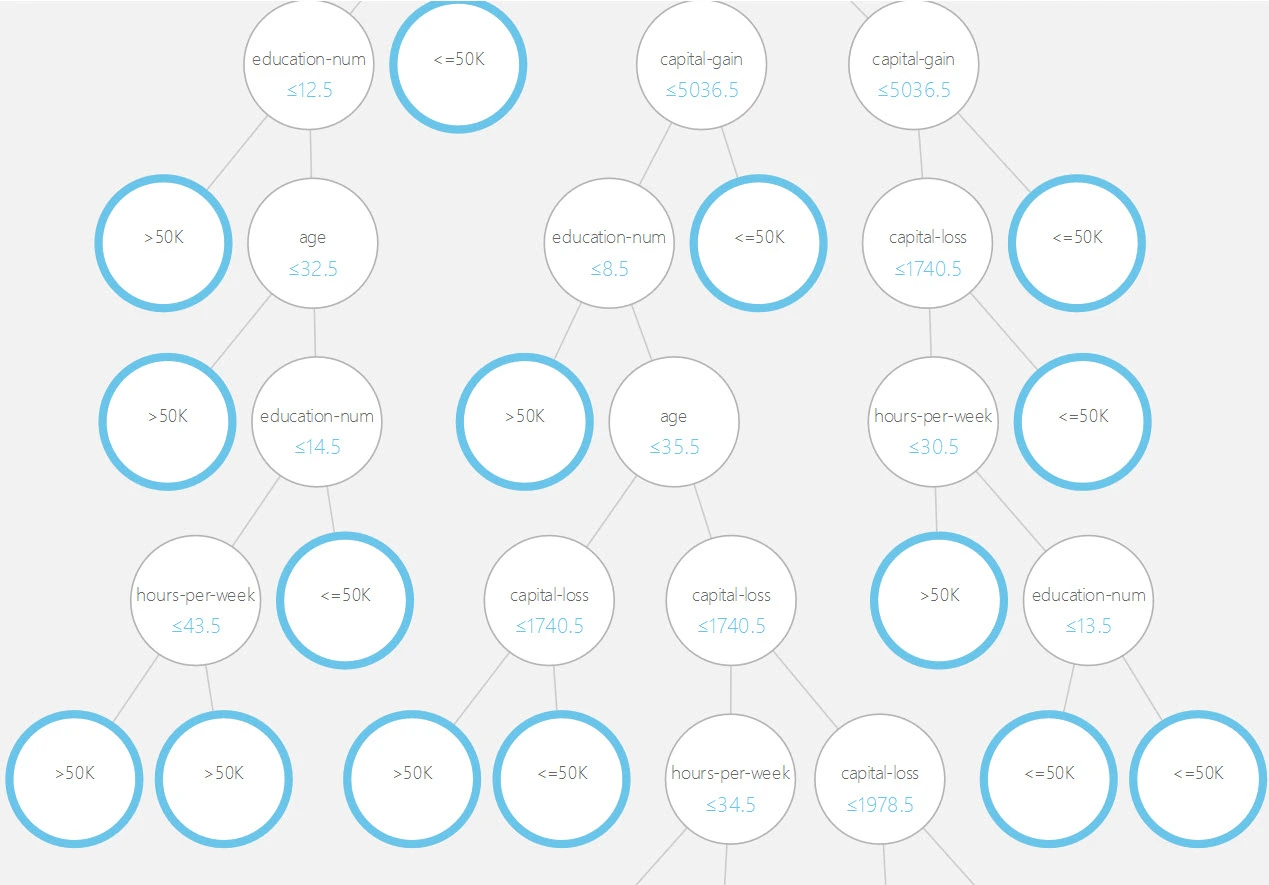 education-num
≤12.5
<=50K
capital-gain
≤5036.5
capital-gain
≤5036.5
>50K
age
≤32.5
education-num
≤8.5
<=50K
capital-loss
≤1740.5
<=50K
>50K
education-num
≤14.5
>50K
age
≤35.5
hours-per-week
≤30.5
<=50K
hours-per-week
≤43.5
<=50K
capital-loss
≤1740.5
capital-loss
≤1740.5
>50K
education-num
≤13.5
>50K
>50K
>50K
<=50K
hours-per-week
≤34.5
capital-loss
≤1978.5
<=50K
<=50K